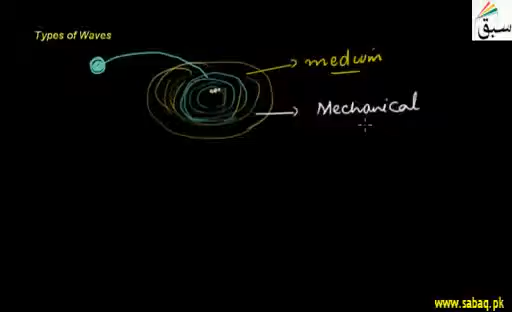 Types of Waves
سبق
medium
Mechanical
www.sabaq.pk